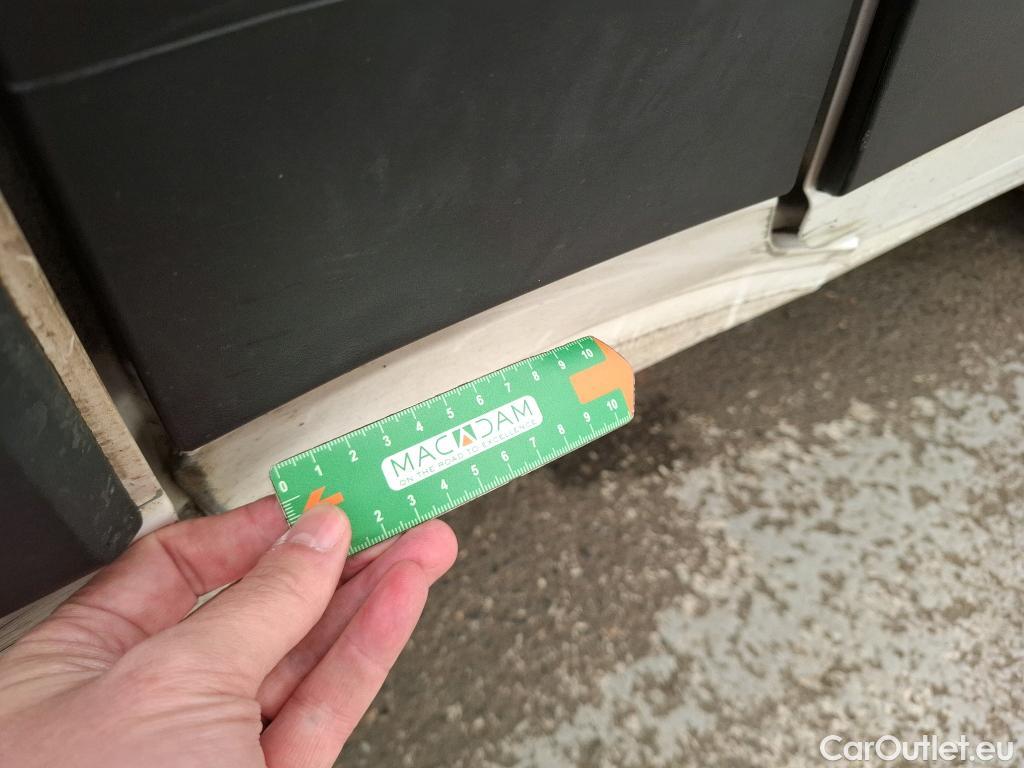 0 1 2 3 4 5 6 7 8 9 10
MACADAM
ON THE ROAD TO EXCELLENCE
2 3 4 5 6 7 8 9 10
CarOutlet.eu